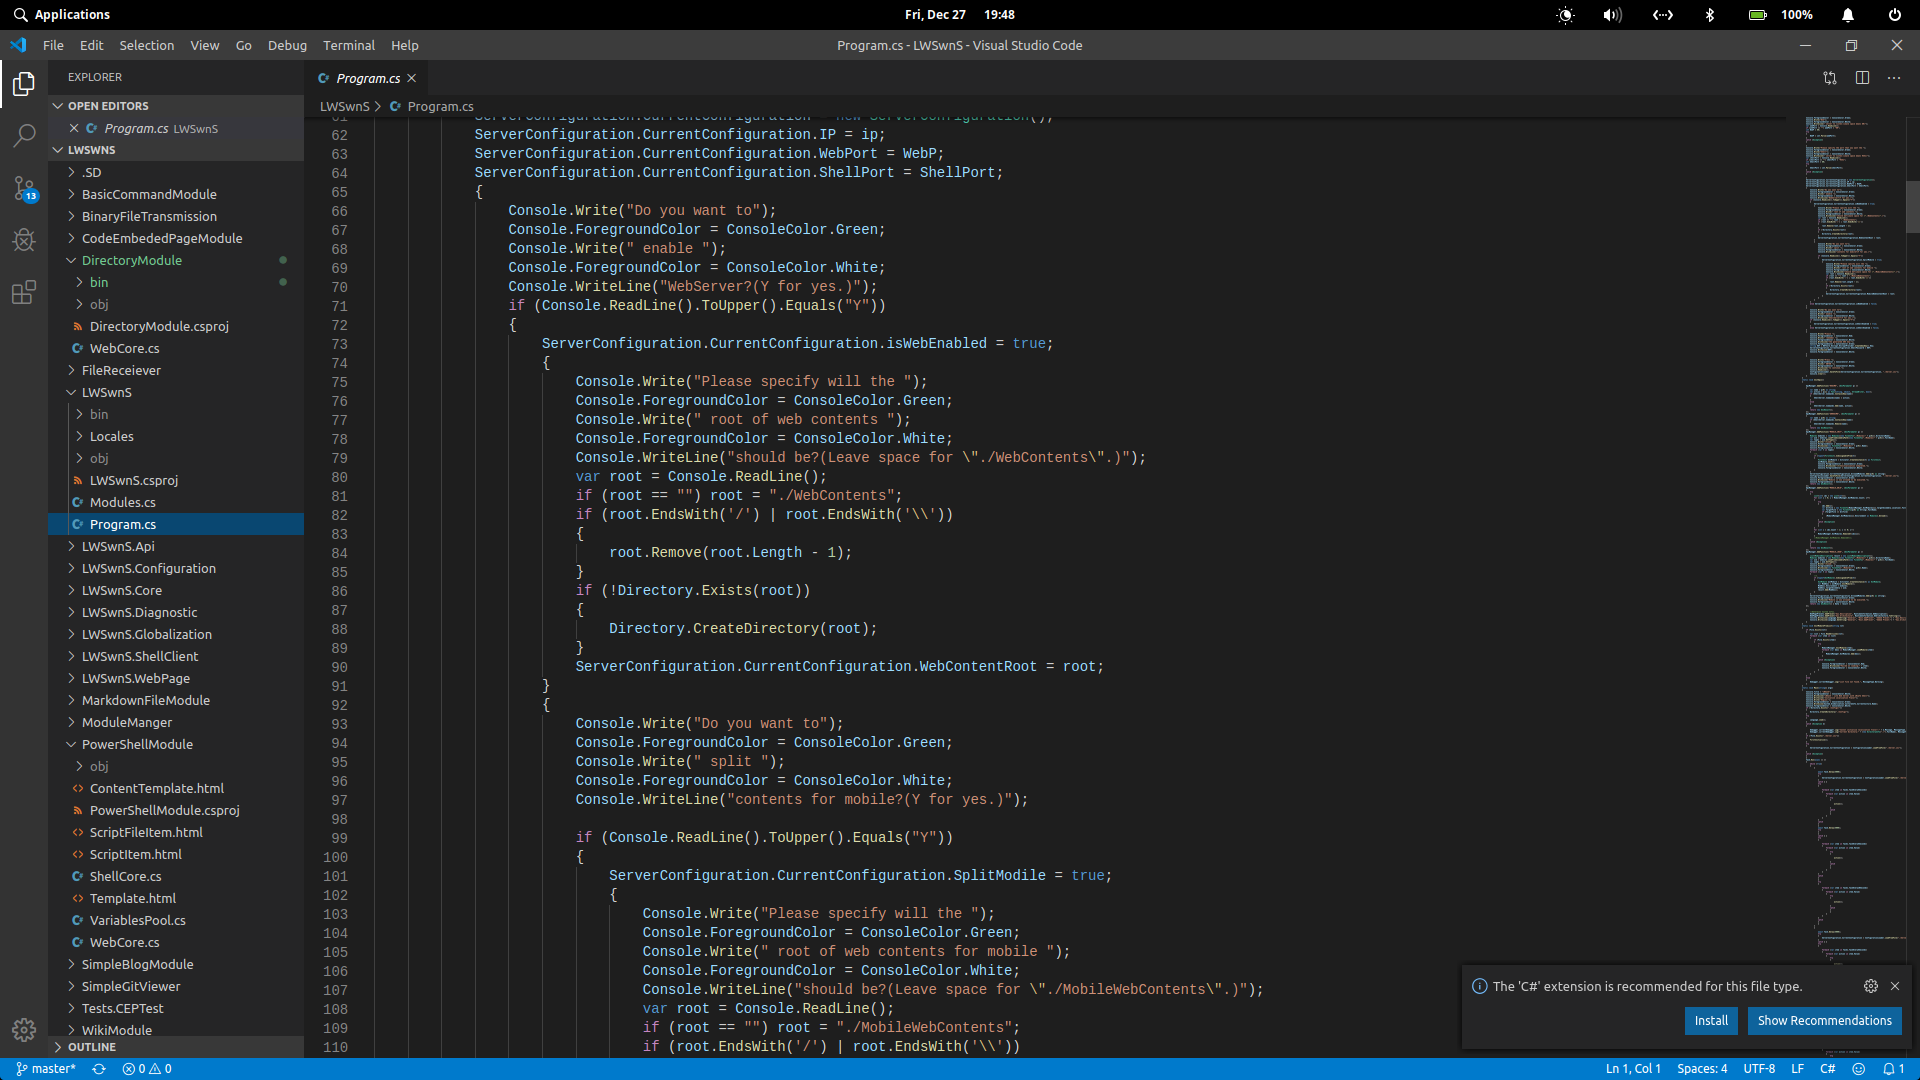 Applications
Fri, Dec 27 19:48
100%
File Edit Selection View Go Debug Terminal Help
Program.cs - LWSwnS - Visual Studio Code
EXPLORER
OPEN EDITORS
Program.cs LWSwnS
LWSWNS
.SD
BasicCommandModule
BinaryFileTransmission
CodeEmbededPageModule
DirectoryModule
bin
obj
DirectoryModule.csproj
WebCore.cs
FileReceiever
LWSwnS
bin
Locales
obj
LWSwnS.csproj
Modules.cs
Program.cs
LWSwnS.Api
LWSwnS.Configuration
LWSwnS.Core
LWSwnS.Diagnostic
LWSwnS.Globalization
LWSwnS.ShellClient
LWSwnS.WebPage
MarkdownFileModule
ModuleManger
PowerShellModule
obj
ContentTemplate.html
PowerShellModule.csproj
ScriptFileItem.html
ScriptItem.html
ShellCore.cs
Template.html
VariablesPool.cs
WebCore.cs
SimpleBlogModule
SimpleGitViewer
Tests.CEPTest
WikiModule
OUTLINE
13
Program.cs
LWSwnS > Program.cs
61 ServerConfiguration.CurrentConfiguration = new ServerConfiguration();
62 ServerConfiguration.CurrentConfiguration.IP = ip;
63 ServerConfiguration.CurrentConfiguration.WebPort = WebP;
64 ServerConfiguration.CurrentConfiguration.ShellPort = ShellPort;
65 {
66 Console.Write("Do you want to");
67 Console.ForegroundColor = ConsoleColor.Green;
68 Console.Write(" enable ");
69 Console.ForegroundColor = ConsoleColor.White;
70 Console.WriteLine("WebServer?(Y for yes.)");
71 if (Console.ReadLine().ToUpper().Equals("Y"))
72 {
73 ServerConfiguration.CurrentConfiguration.isWebEnabled = true;
74 {
75 Console.Write("Please specify will the ");
76 Console.ForegroundColor = ConsoleColor.Green;
77 Console.Write(" root of web contents ");
78 Console.ForegroundColor = ConsoleColor.White;
79 Console.WriteLine("should be?(Leave space for \"./WebContents\".)");
80 var root = Console.ReadLine();
81 if (root == "") root = "./WebContents";
82 if (root.EndsWith('/') | root.EndsWith('\\'))
83 {
84 root.Remove(root.Length - 1);
85 }
86 if (!Directory.Exists(root))
87 {
88 Directory.CreateDirectory(root);
89 }
90 ServerConfiguration.CurrentConfiguration.WebContentRoot = root;
91 }
92 {
93 Console.Write("Do you want to");
94 Console.ForegroundColor = ConsoleColor.Green;
95 Console.Write(" split ");
96 Console.ForegroundColor = ConsoleColor.White;
97 Console.WriteLine("contents for mobile?(Y for yes.)");
98
99 if (Console.ReadLine().ToUpper().Equals("Y"))
100 {
101 ServerConfiguration.CurrentConfiguration.SplitModile = true;
102 {
103 Console.Write("Please specify will the ");
104 Console.ForegroundColor = ConsoleColor.Green;
105 Console.Write(" root of web contents for mobile ");
106 Console.ForegroundColor = ConsoleColor.White;
107 Console.WriteLine("should be?(Leave space for \"./MobileWebContents\".)");
108 var root = Console.ReadLine();
109 if (root == "") root = "./MobileWebContents";
110 if (root.EndsWith('/') | root.EndsWith('\\'))
The 'C#' extension is recommended for this file type.
Install
Show Recommendations
master* 0 0
Ln 1, Col 1 Spaces: 4 UTF-8 LF C# 1